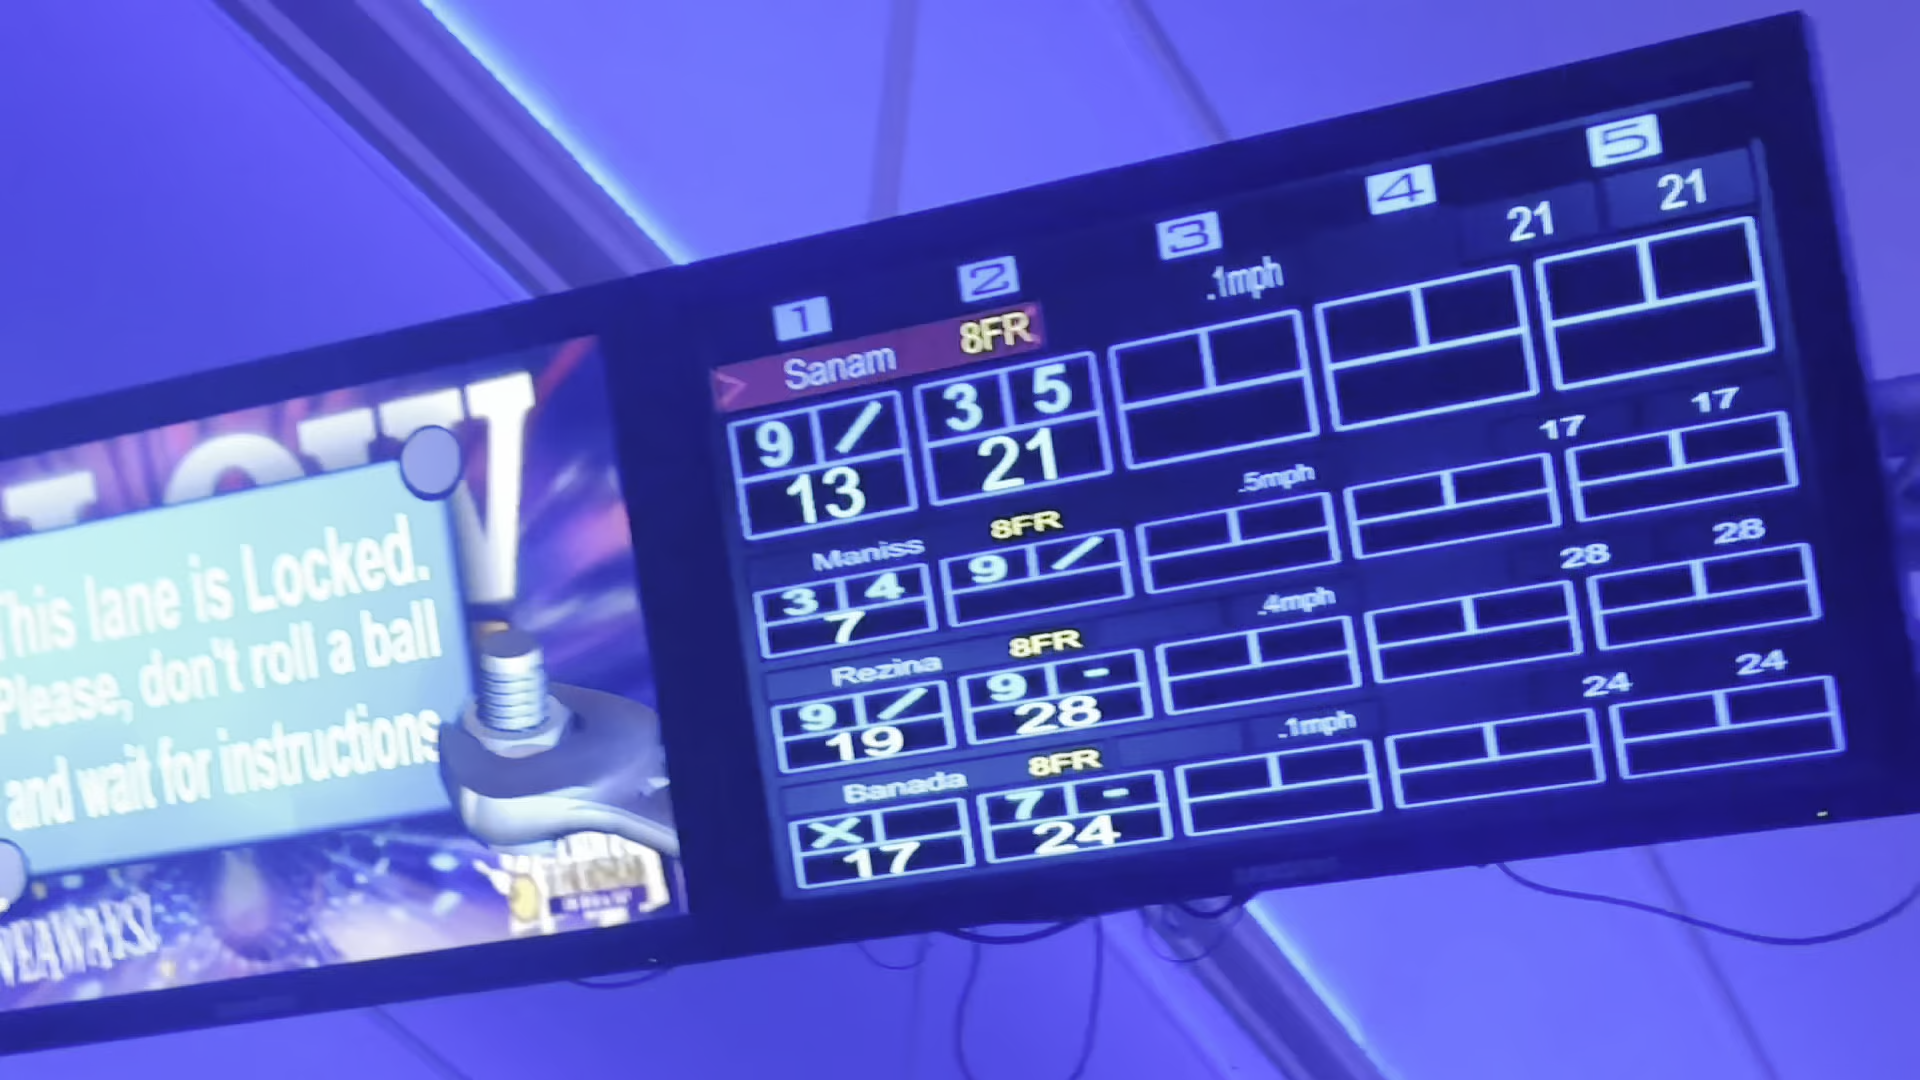 This lane is Locked.
Please, don't roll a ball
and wait for instructions
1 2 3 4 5
Sanam 8FR .1mph 21 21
9 / 3 5
13 21
Maniss 8FR .5mph 17 17
3 4 9 /
7
Rezina 8FR .4mph 28 28
9 / 9 -
19 28
Banada 8FR .1mph 24 24
X 7 -
17 24